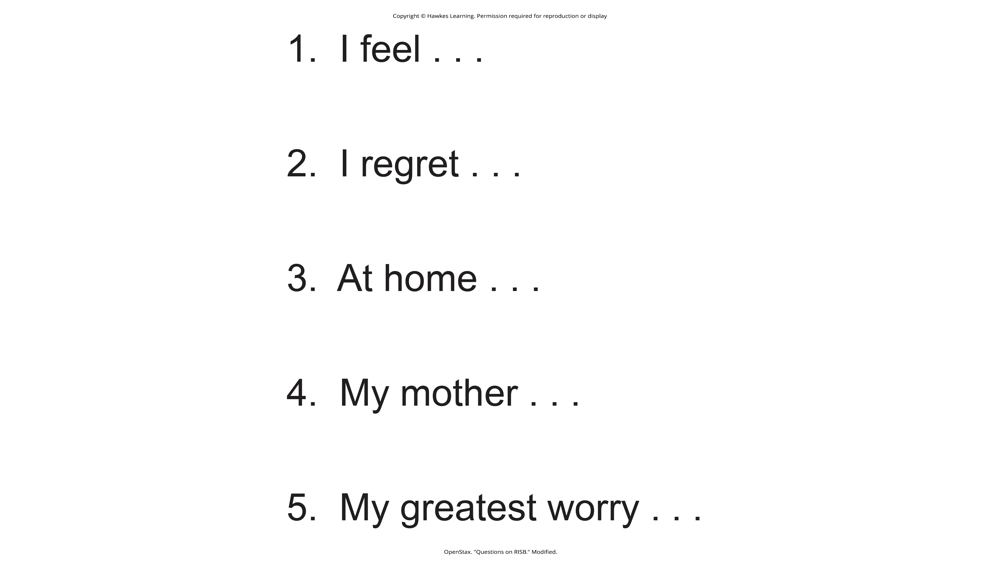 Copyright © Hawkes Learning. Permission required for reproduction or display
1. I feel . . .
2. I regret . . .
3. At home . . .
4. My mother . . .
5. My greatest worry . . .
OpenStax. "Questions on RISB." Modified.